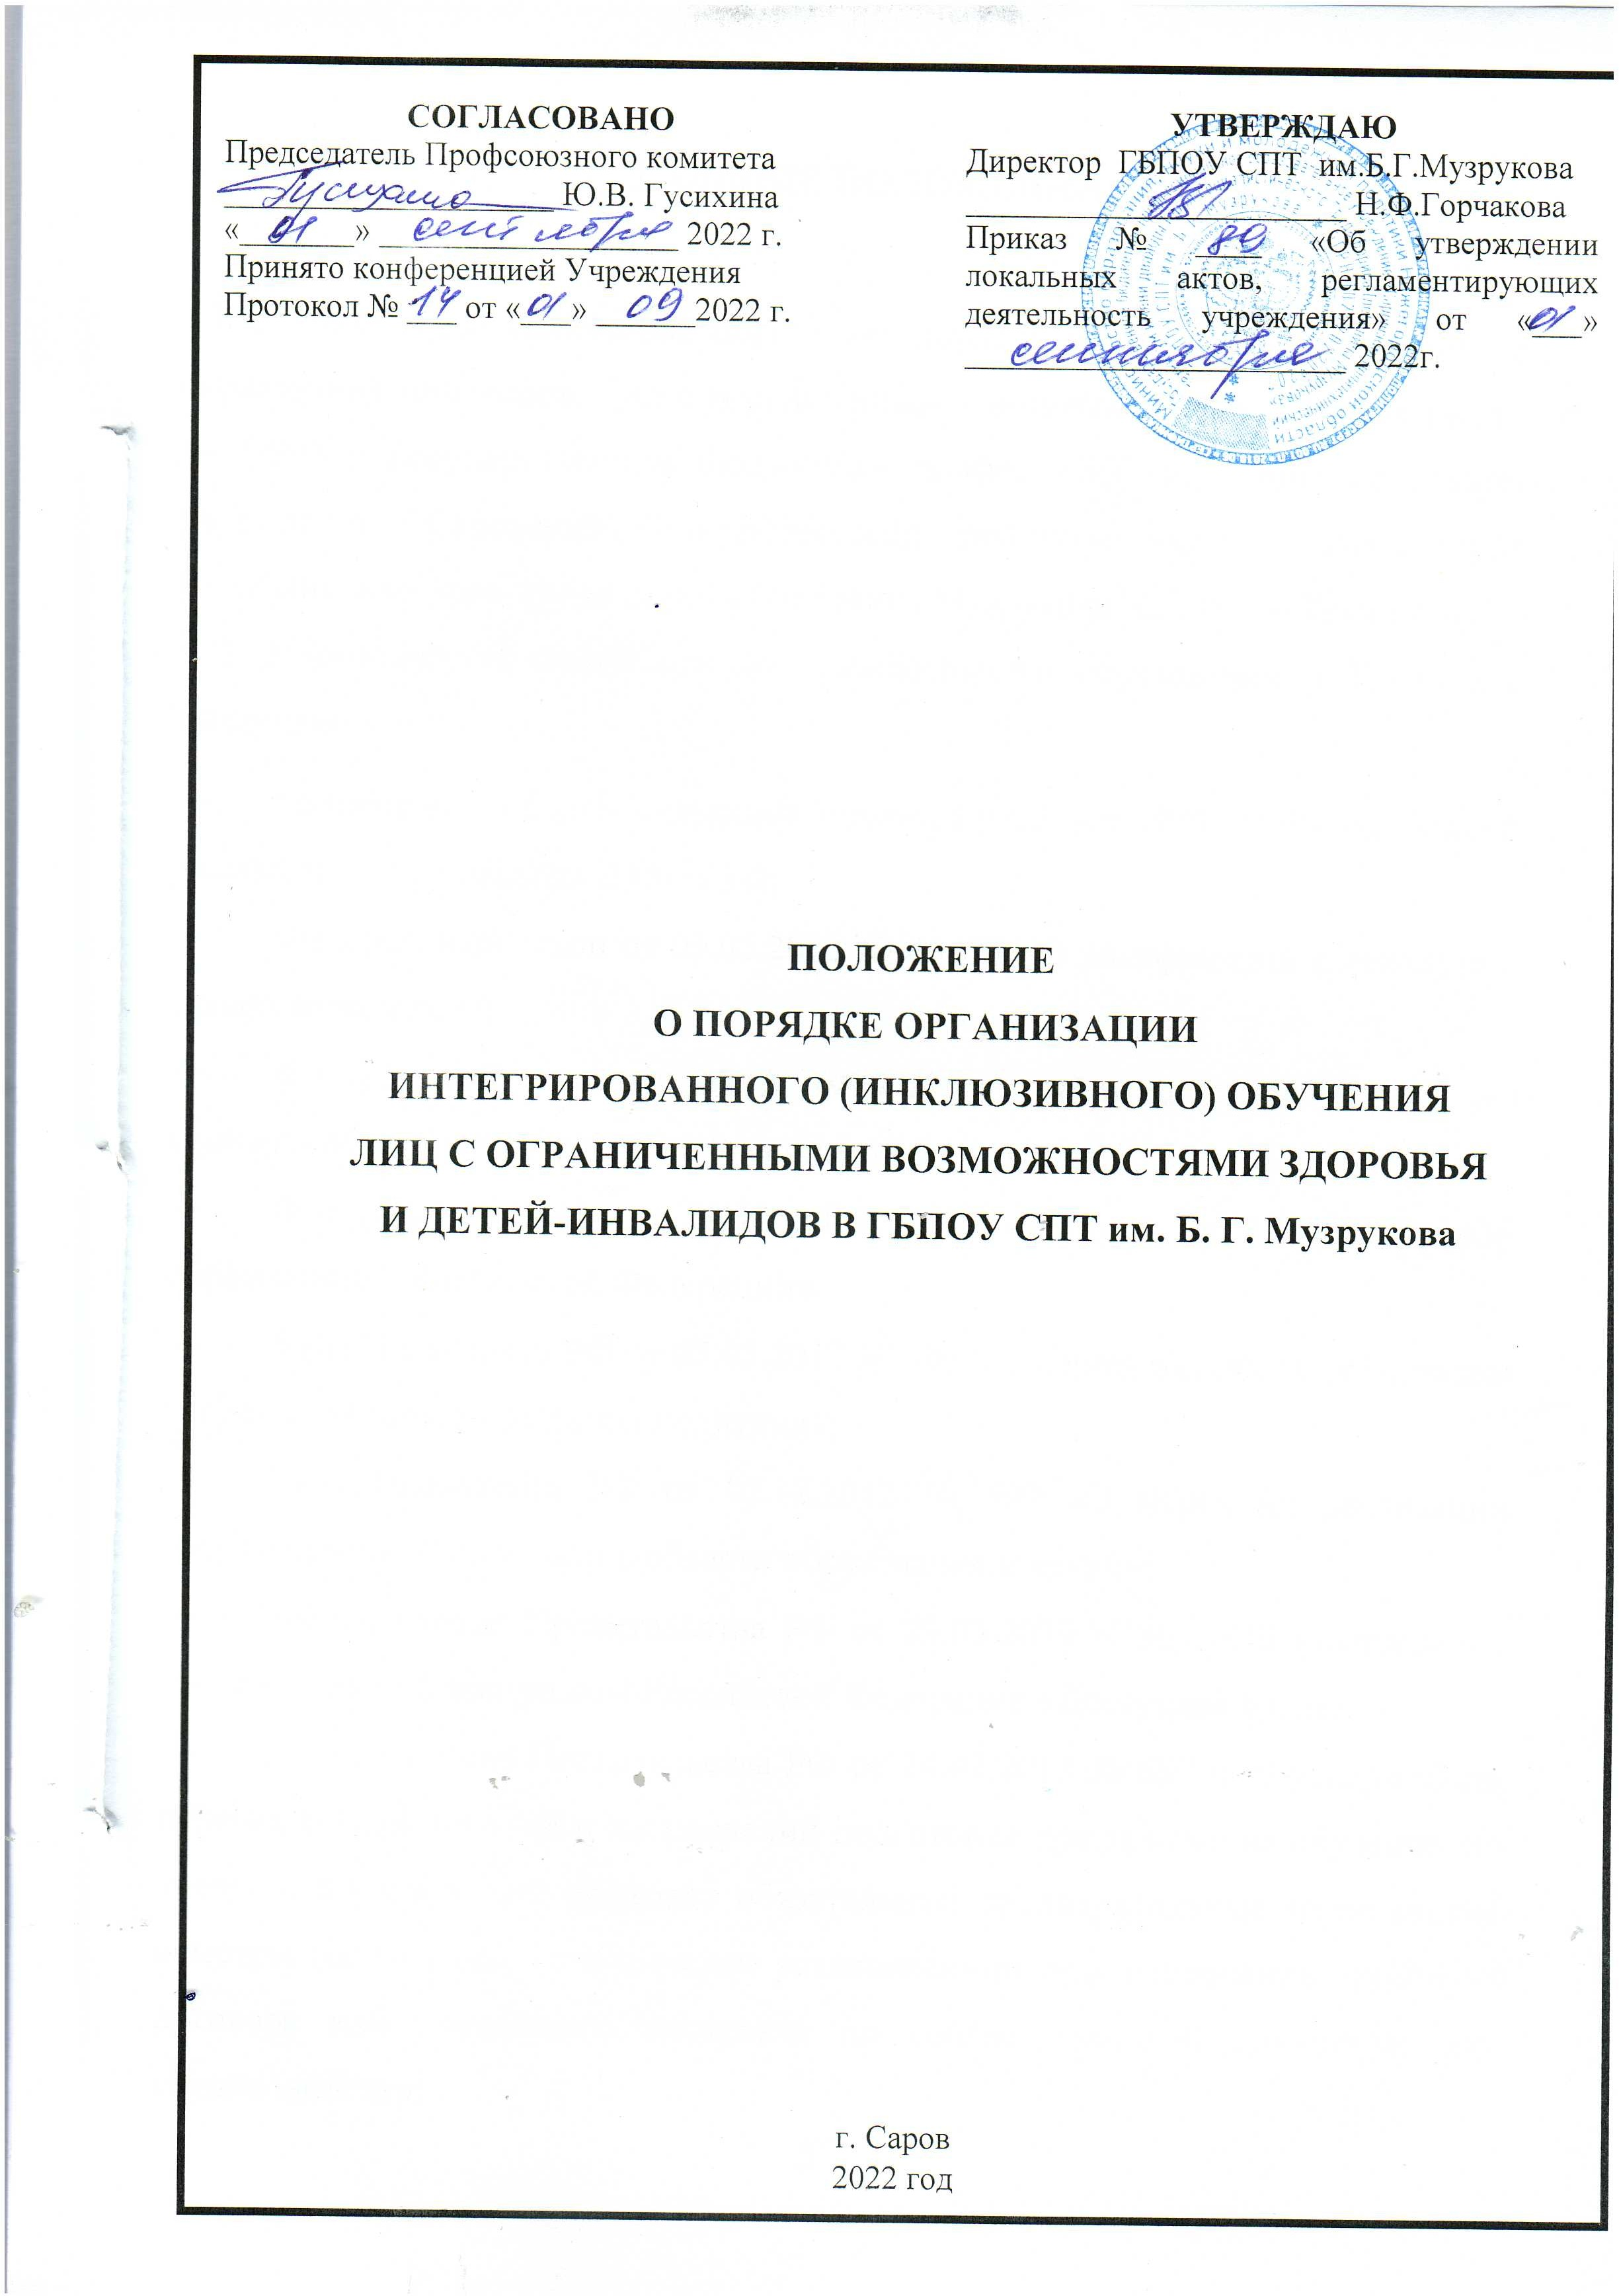 СОГЛАСОВАНО
Председатель Профсоюзного комитета
Гусихина Ю.В. Гусихина
«01» сентября 2022 г.
Принято конференцией Учреждения
Протокол № 14 от «01» 09 2022 г.
УТВЕРЖДАЮ
Директор ГБПОУ СПТ им.Б.Г.Музрукова
Н.Ф.Горчакова
Приказ № 89 «Об утверждении
локальных актов, регламентирующих
деятельность учреждения» от «01»
сентября 2022г.
ПОЛОЖЕНИЕ
О ПОРЯДКЕ ОРГАНИЗАЦИИ
ИНТЕГРИРОВАННОГО (ИНКЛЮЗИВНОГО) ОБУЧЕНИЯ
ЛИЦ С ОГРАНИЧЕННЫМИ ВОЗМОЖНОСТЯМИ ЗДОРОВЬЯ
И ДЕТЕЙ-ИНВАЛИДОВ В ГБПОУ СПТ им. Б. Г. Музрукова
г. Саров
2022 год